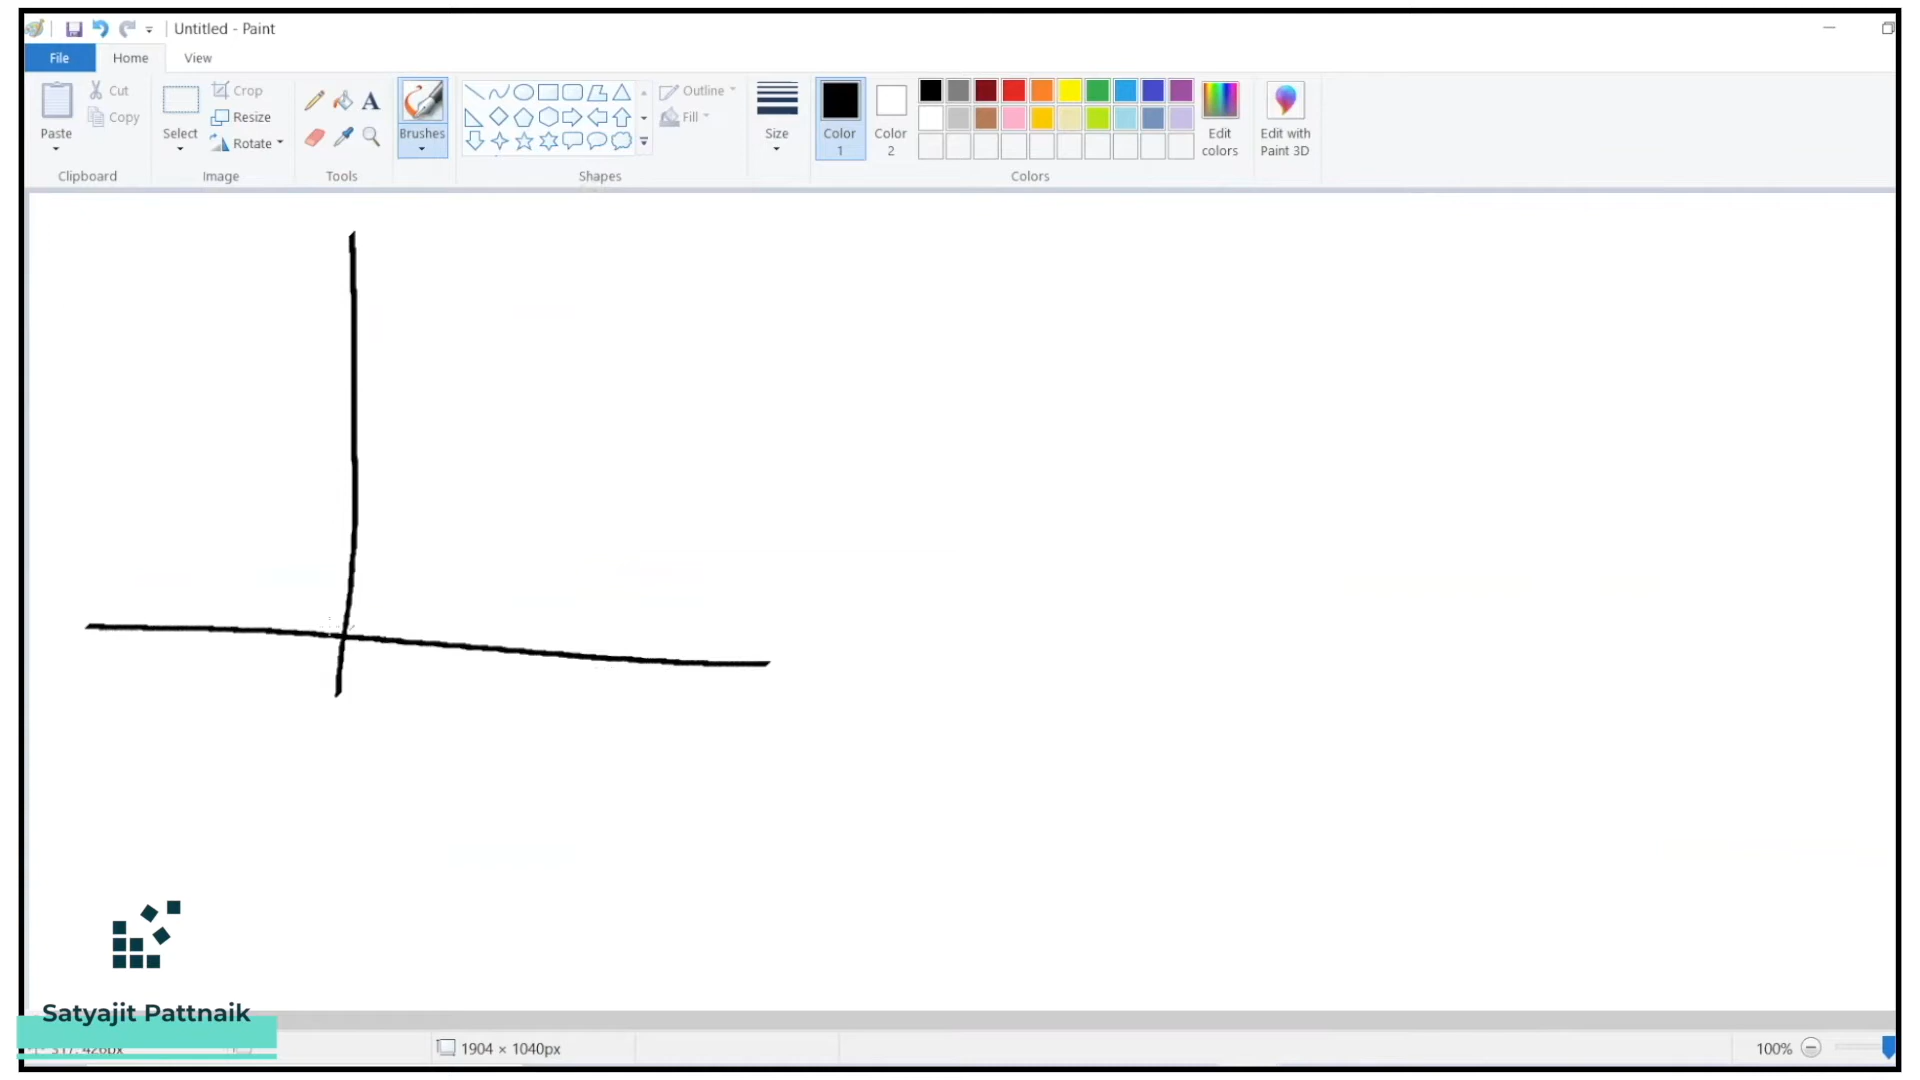 Untitled - Paint
File Home View
Paste
Cut
Copy
Clipboard
Select
Crop
Resize
Rotate
Image
A
Tools
Brushes
Outline
Fill
Shapes
Size
Color 1
Color 2
Edit colors
Colors
Edit with Paint 3D
Satyajit Pattnaik
1904 × 1040px
100%